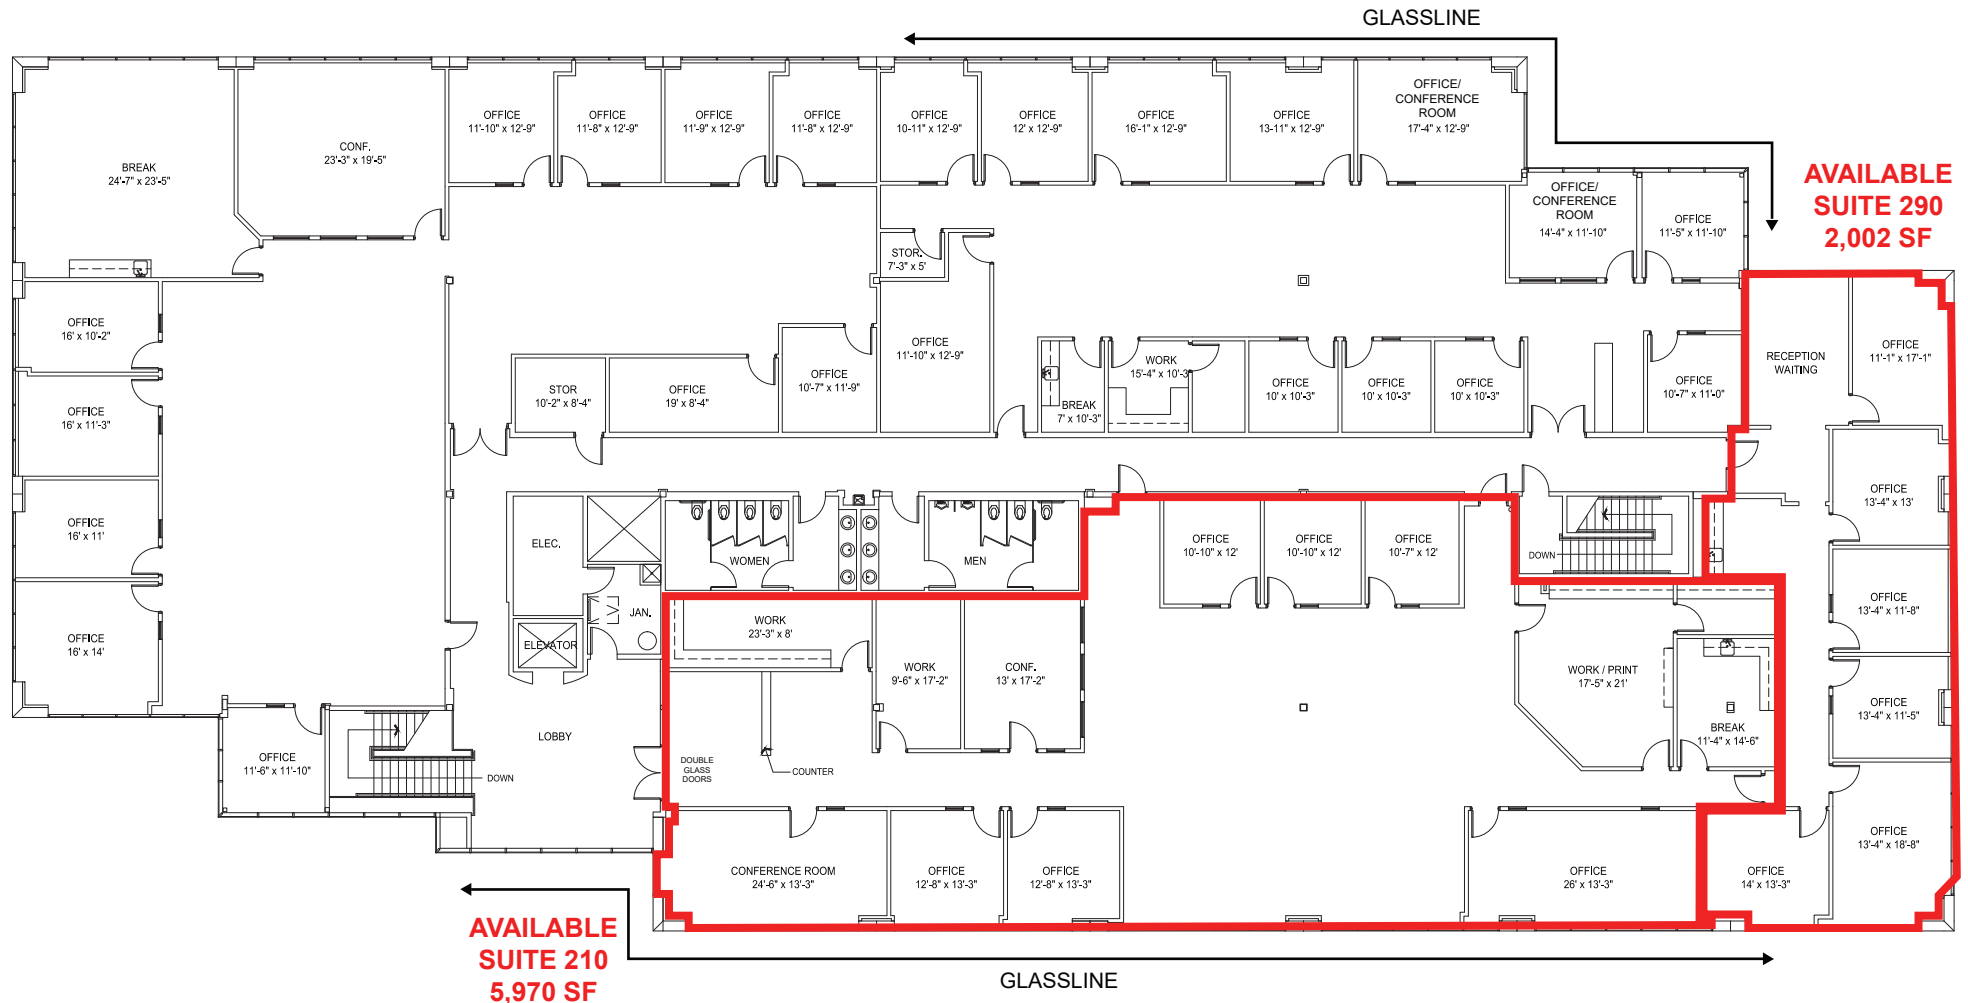 GLASSLINE
OFFICE
11'-10" x 12'-9"
OFFICE
11'-8" x 12'-9"
OFFICE
11'-9" x 12'-9"
OFFICE
11'-8" x 12'-9"
OFFICE
10-11" x 12'-9"
OFFICE
12' x 12'-9"
OFFICE
16'-1" x 12'-9"
OFFICE
13-11" x 12'-9"
OFFICE/
CONFERENCE
ROOM
17'-4" x 12'-9"
CONF.
23'-3" x 19'-5"
BREAK
24'-7" x 23'-5"
AVAILABLE
SUITE 290
2,002 SF
OFFICE/
CONFERENCE
ROOM
14'-4" x 11'-10"
OFFICE
11'-5" x 11'-10"
STOR.
7'-3" x 5'
OFFICE
16' x 10'-2"
OFFICE
11'-10" x 12'-9"
OFFICE
10'-7" x 11'-9"
STOR
10'-2" x 8'-4"
OFFICE
19' x 8'-4"
BREAK
7' x 10'-3"
WORK
15'-4" x 10'-3"
OFFICE
10' x 10'-3"
OFFICE
10' x 10'-3"
OFFICE
10' x 10'-3"
OFFICE
10'-7" x 11'-0"
RECEPTION
WAITING
OFFICE
11'-1" x 17'-1"
OFFICE
16' x 11'-3"
OFFICE
16' x 11'
OFFICE
16' x 14'
ELEC.
WOMEN
MEN
OFFICE
10'-10" x 12'
OFFICE
10'-10" x 12'
OFFICE
10'-7" x 12'
DOWN
OFFICE
13'-4" x 13'
OFFICE
13'-4" x 11'-8"
JAN.
ELEVATOR
WORK
23'-3" x 8'
WORK
9'-6" x 17'-2"
CONF.
13' x 17'-2"
WORK / PRINT
17'-5" x 21'
BREAK
11'-4" x 14'-6"
OFFICE
13'-4" x 11'-5"
LOBBY
OFFICE
11'-6" x 11'-10"
DOWN
DOUBLE
GLASS
DOORS
COUNTER
OFFICE
13'-4" x 18'-8"
CONFERENCE ROOM
24'-6" x 13'-3"
OFFICE
12'-8" x 13'-3"
OFFICE
12'-8" x 13'-3"
OFFICE
26' x 13'-3"
OFFICE
14' x 13'-3"
AVAILABLE
SUITE 210
5,970 SF
GLASSLINE